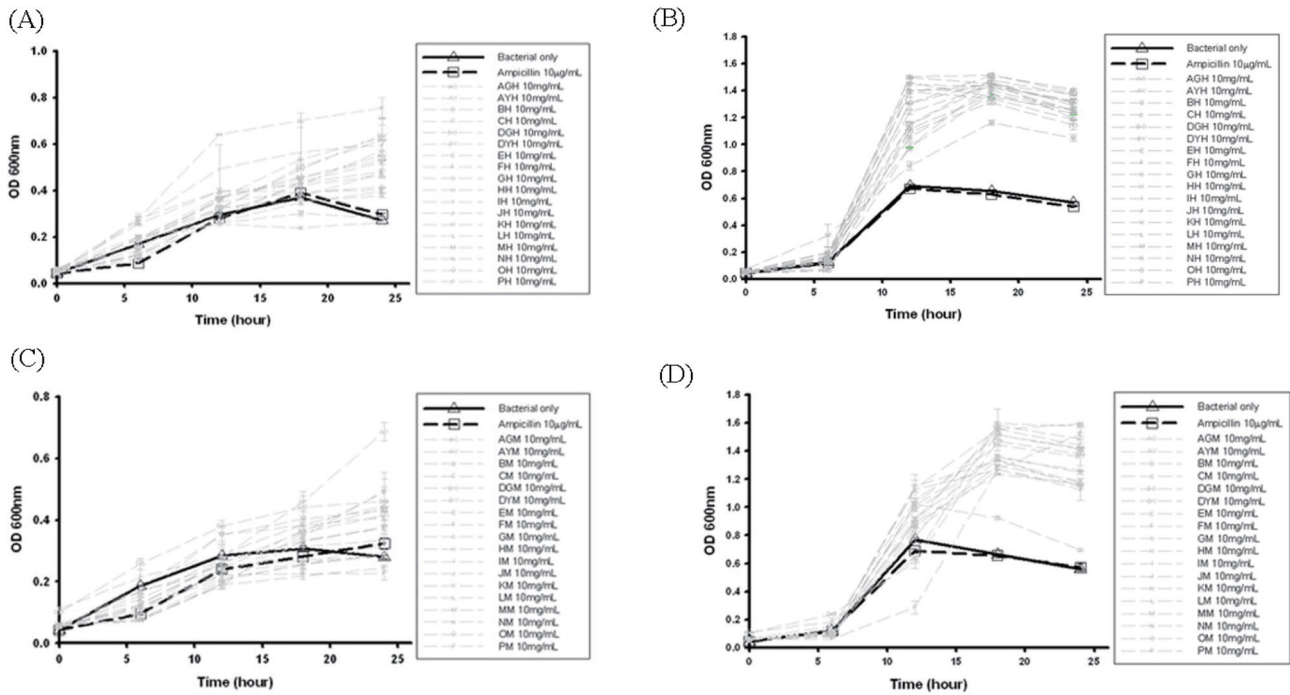 (A)
1.0
0.8
0.6
0.4
0.2
0.0
OD 600nm
0 5 10 15 20 25
Time (hour)
Bacterial only
Ampicillin 10µg/mL
AGH 10mg/mL
AYH 10mg/mL
BH 10mg/mL
CH 10mg/mL
DGH 10mg/mL
DYH 10mg/mL
EH 10mg/mL
FH 10mg/mL
GH 10mg/mL
HH 10mg/mL
IH 10mg/mL
JH 10mg/mL
KH 10mg/mL
LH 10mg/mL
MH 10mg/mL
NH 10mg/mL
OH 10mg/mL
PH 10mg/mL
(B)
1.8
1.6
1.4
1.2
1.0
0.8
0.6
0.4
0.2
0.0
OD 600nm
0 5 10 15 20 25
Time (hour)
Bacterial only
Ampicillin 10µg/mL
AGH 10mg/mL
AYH 10mg/mL
BH 10mg/mL
CH 10mg/mL
DGH 10mg/mL
DYH 10mg/mL
EH 10mg/mL
FH 10mg/mL
GH 10mg/mL
HH 10mg/mL
IH 10mg/mL
JH 10mg/mL
KH 10mg/mL
LH 10mg/mL
MH 10mg/mL
NH 10mg/mL
OH 10mg/mL
PH 10mg/mL
(C)
0.8
0.6
0.4
0.2
0.0
OD 600nm
0 5 10 15 20 25
Time (hour)
Bacterial only
Ampicillin 10µg/mL
AGM 10mg/mL
AYM 10mg/mL
BM 10mg/mL
CM 10mg/mL
DGM 10mg/mL
DYM 10mg/mL
EM 10mg/mL
FM 10mg/mL
GM 10mg/mL
HM 10mg/mL
IM 10mg/mL
JM 10mg/mL
KM 10mg/mL
LM 10mg/mL
MM 10mg/mL
NM 10mg/mL
OM 10mg/mL
PM 10mg/mL
(D)
1.8
1.6
1.4
1.2
1.0
0.8
0.6
0.4
0.2
0.0
OD 600nm
0 5 10 15 20 25
Time (hour)
Bacterial only
Ampicillin 10µg/mL
AGM 10mg/mL
AYM 10mg/mL
BM 10mg/mL
CM 10mg/mL
DGM 10mg/mL
DYM 10mg/mL
EM 10mg/mL
FM 10mg/mL
GM 10mg/mL
HM 10mg/mL
IM 10mg/mL
JM 10mg/mL
KM 10mg/mL
LM 10mg/mL
MM 10mg/mL
NM 10mg/mL
OM 10mg/mL
PM 10mg/mL